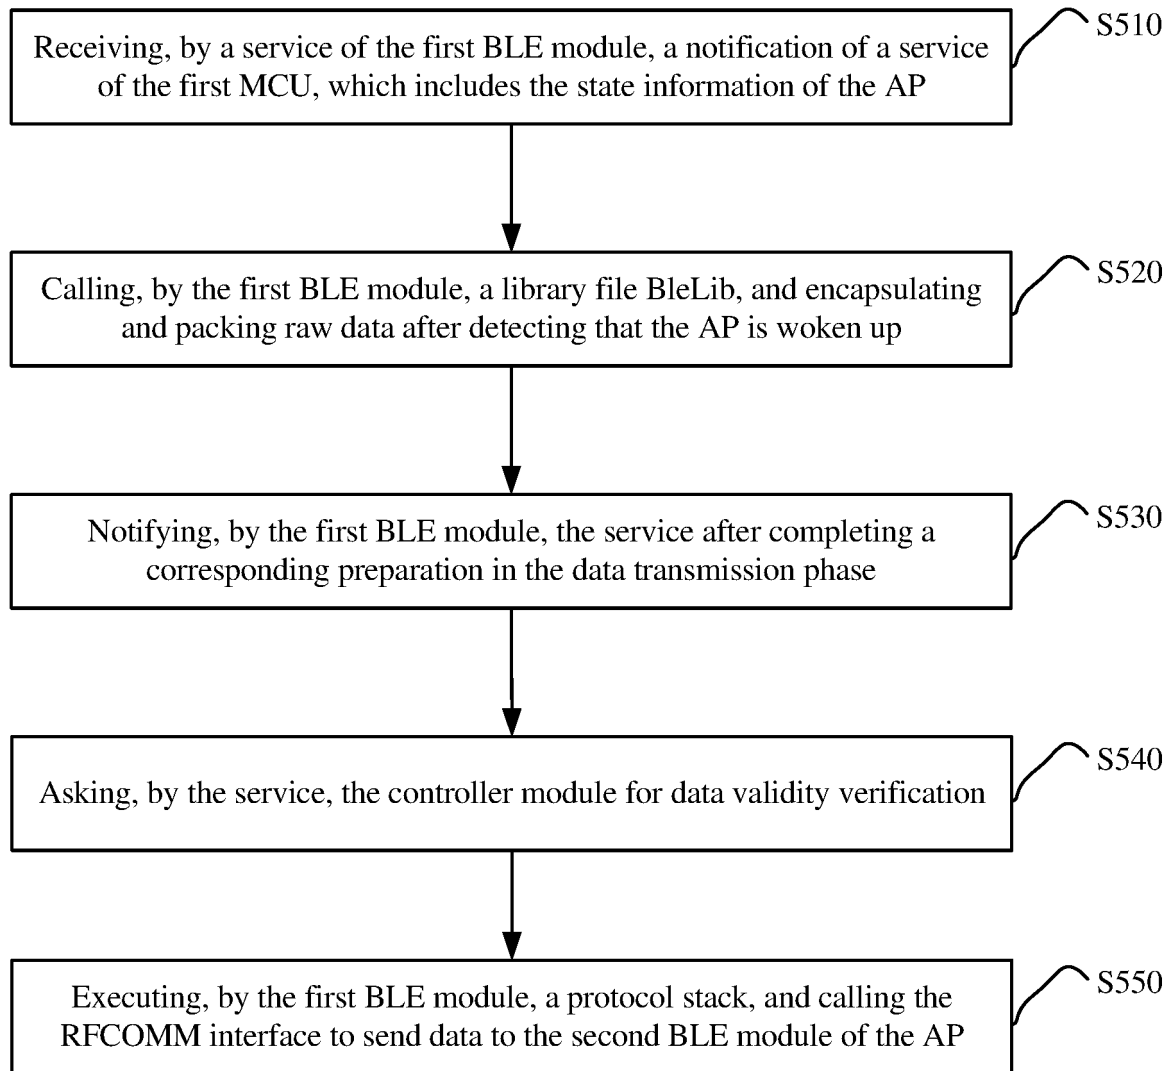 Receiving, by a service of the first BLE module, a notification of a service
of the first MCU, which includes the state information of the AP
S510
Calling, by the first BLE module, a library file BleLib, and encapsulating
and packing raw data after detecting that the AP is woken up
S520
Notifying, by the first BLE module, the service after completing a
corresponding preparation in the data transmission phase
S530
Asking, by the service, the controller module for data validity verification
S540
Executing, by the first BLE module, a protocol stack, and calling the
RFCOMM interface to send data to the second BLE module of the AP
S550